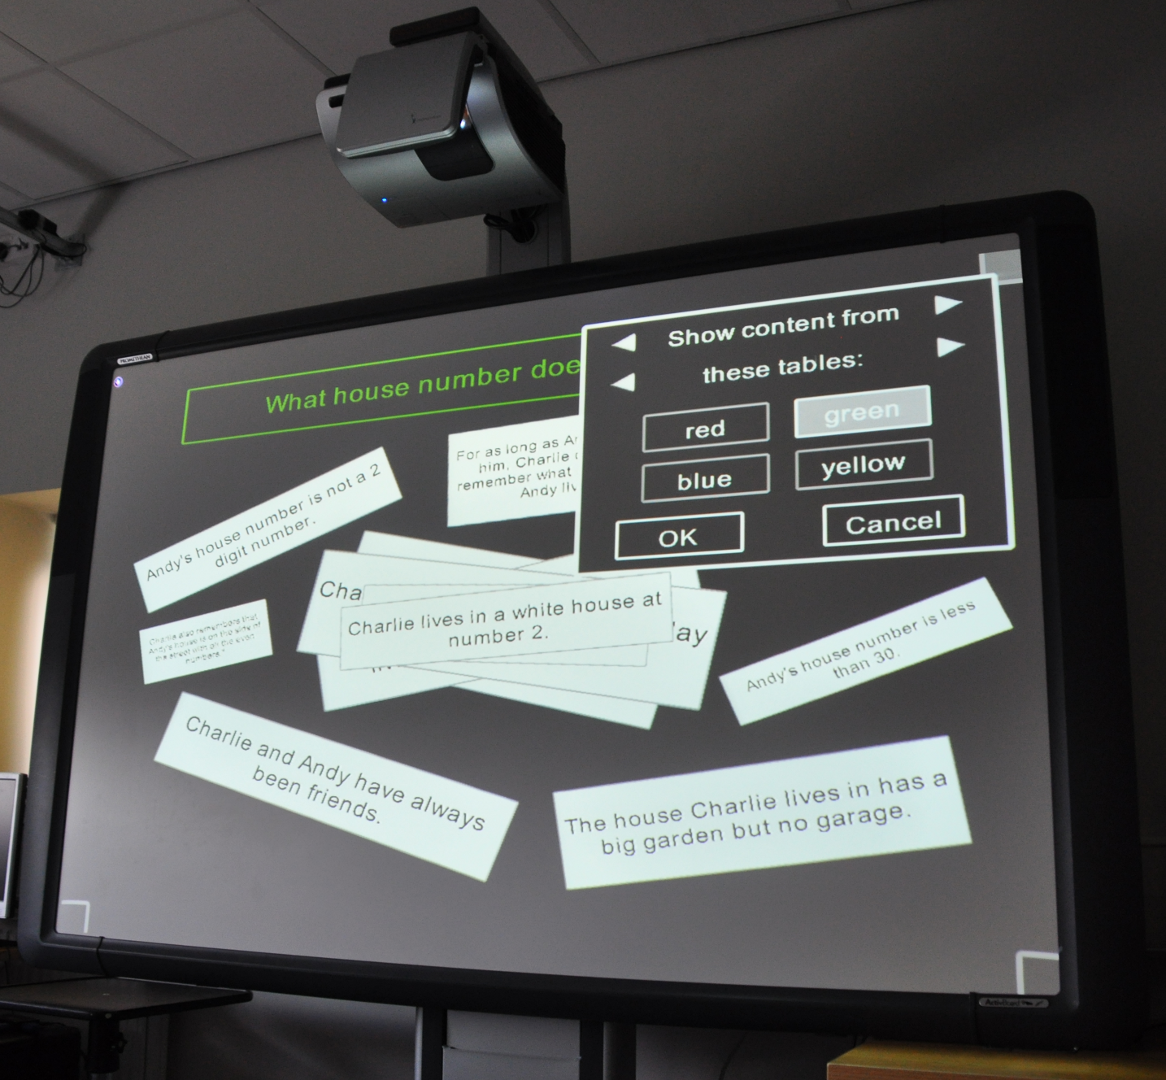 PROMETHEAN
What house number doe
Show content from
these tables:
red
green
blue
yellow
OK
Cancel
For as long as A
him, Charlie
remember what
Andy liv
Andy's house number is not a 2
digit number.
Charlie also remembers that
Andy's house is on the side of
the street with all the even
numbers.
Cha
Charlie lives in a white house at
number 2.
ay
Andy's house number is less
than 30.
Charlie and Andy have always
been friends.
The house Charlie lives in has a
big garden but no garage.
ActivBoard